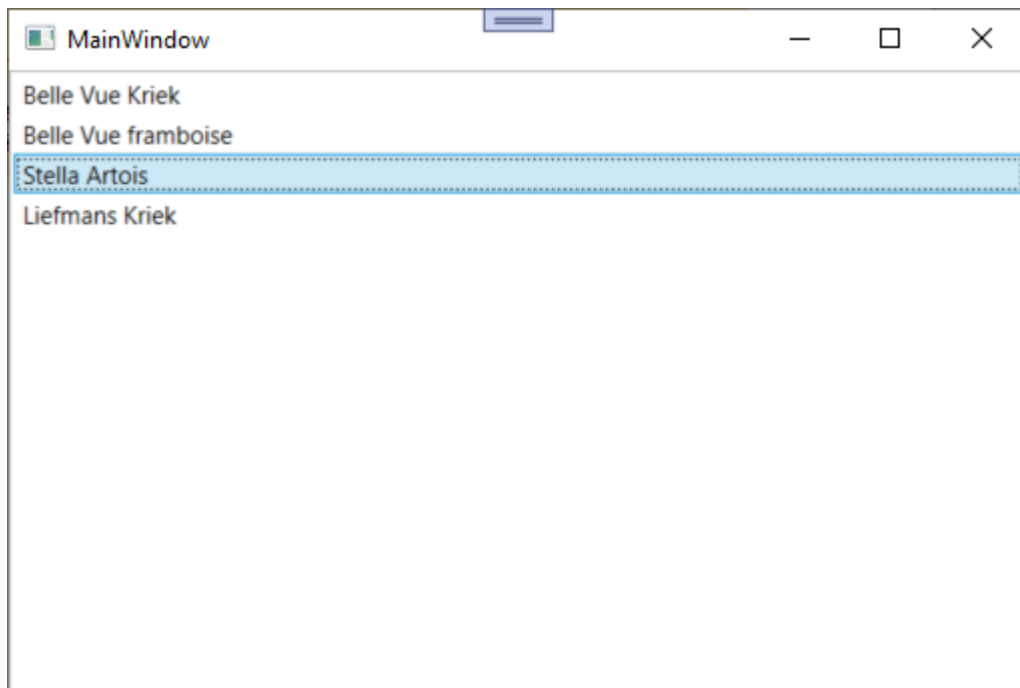 MainWindow
Belle Vue Kriek
Belle Vue framboise
Stella Artois
Liefmans Kriek